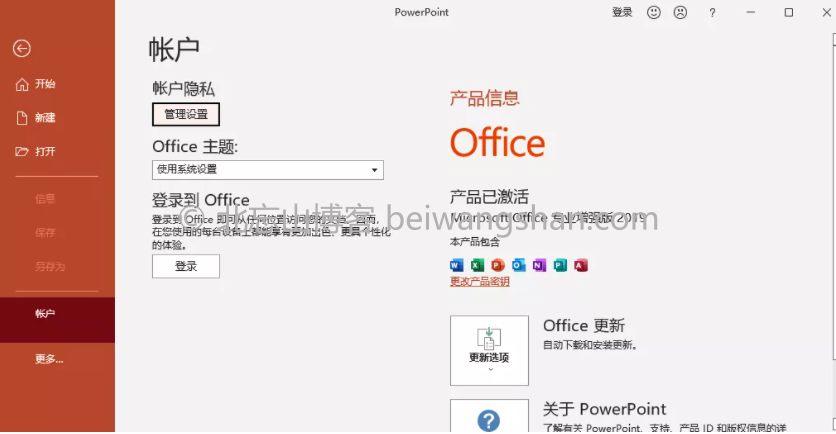 PowerPoint
登录
?
帐户
开始
新建
打开
信息
保存
另存为
帐户
更多...
帐户隐私
管理设置
Office 主题:
使用系统设置
登录到 Office
登录到 Office 即可从任何位置访问您的文档。而且，
在您使用的每台设备上都能享有更加出色、更具个性化
的体验。
登录
产品信息
Office
产品已激活
Microsoft Office 专业增强版 2019
本产品包含
W X P O N P A
更改产品密钥
更新选项
Office 更新
自动下载和安装更新。
?
关于 PowerPoint
了解有关 PowerPoint、支持、产品 ID 和版权信息的详
© 北忘山博客 beiwangshan.com